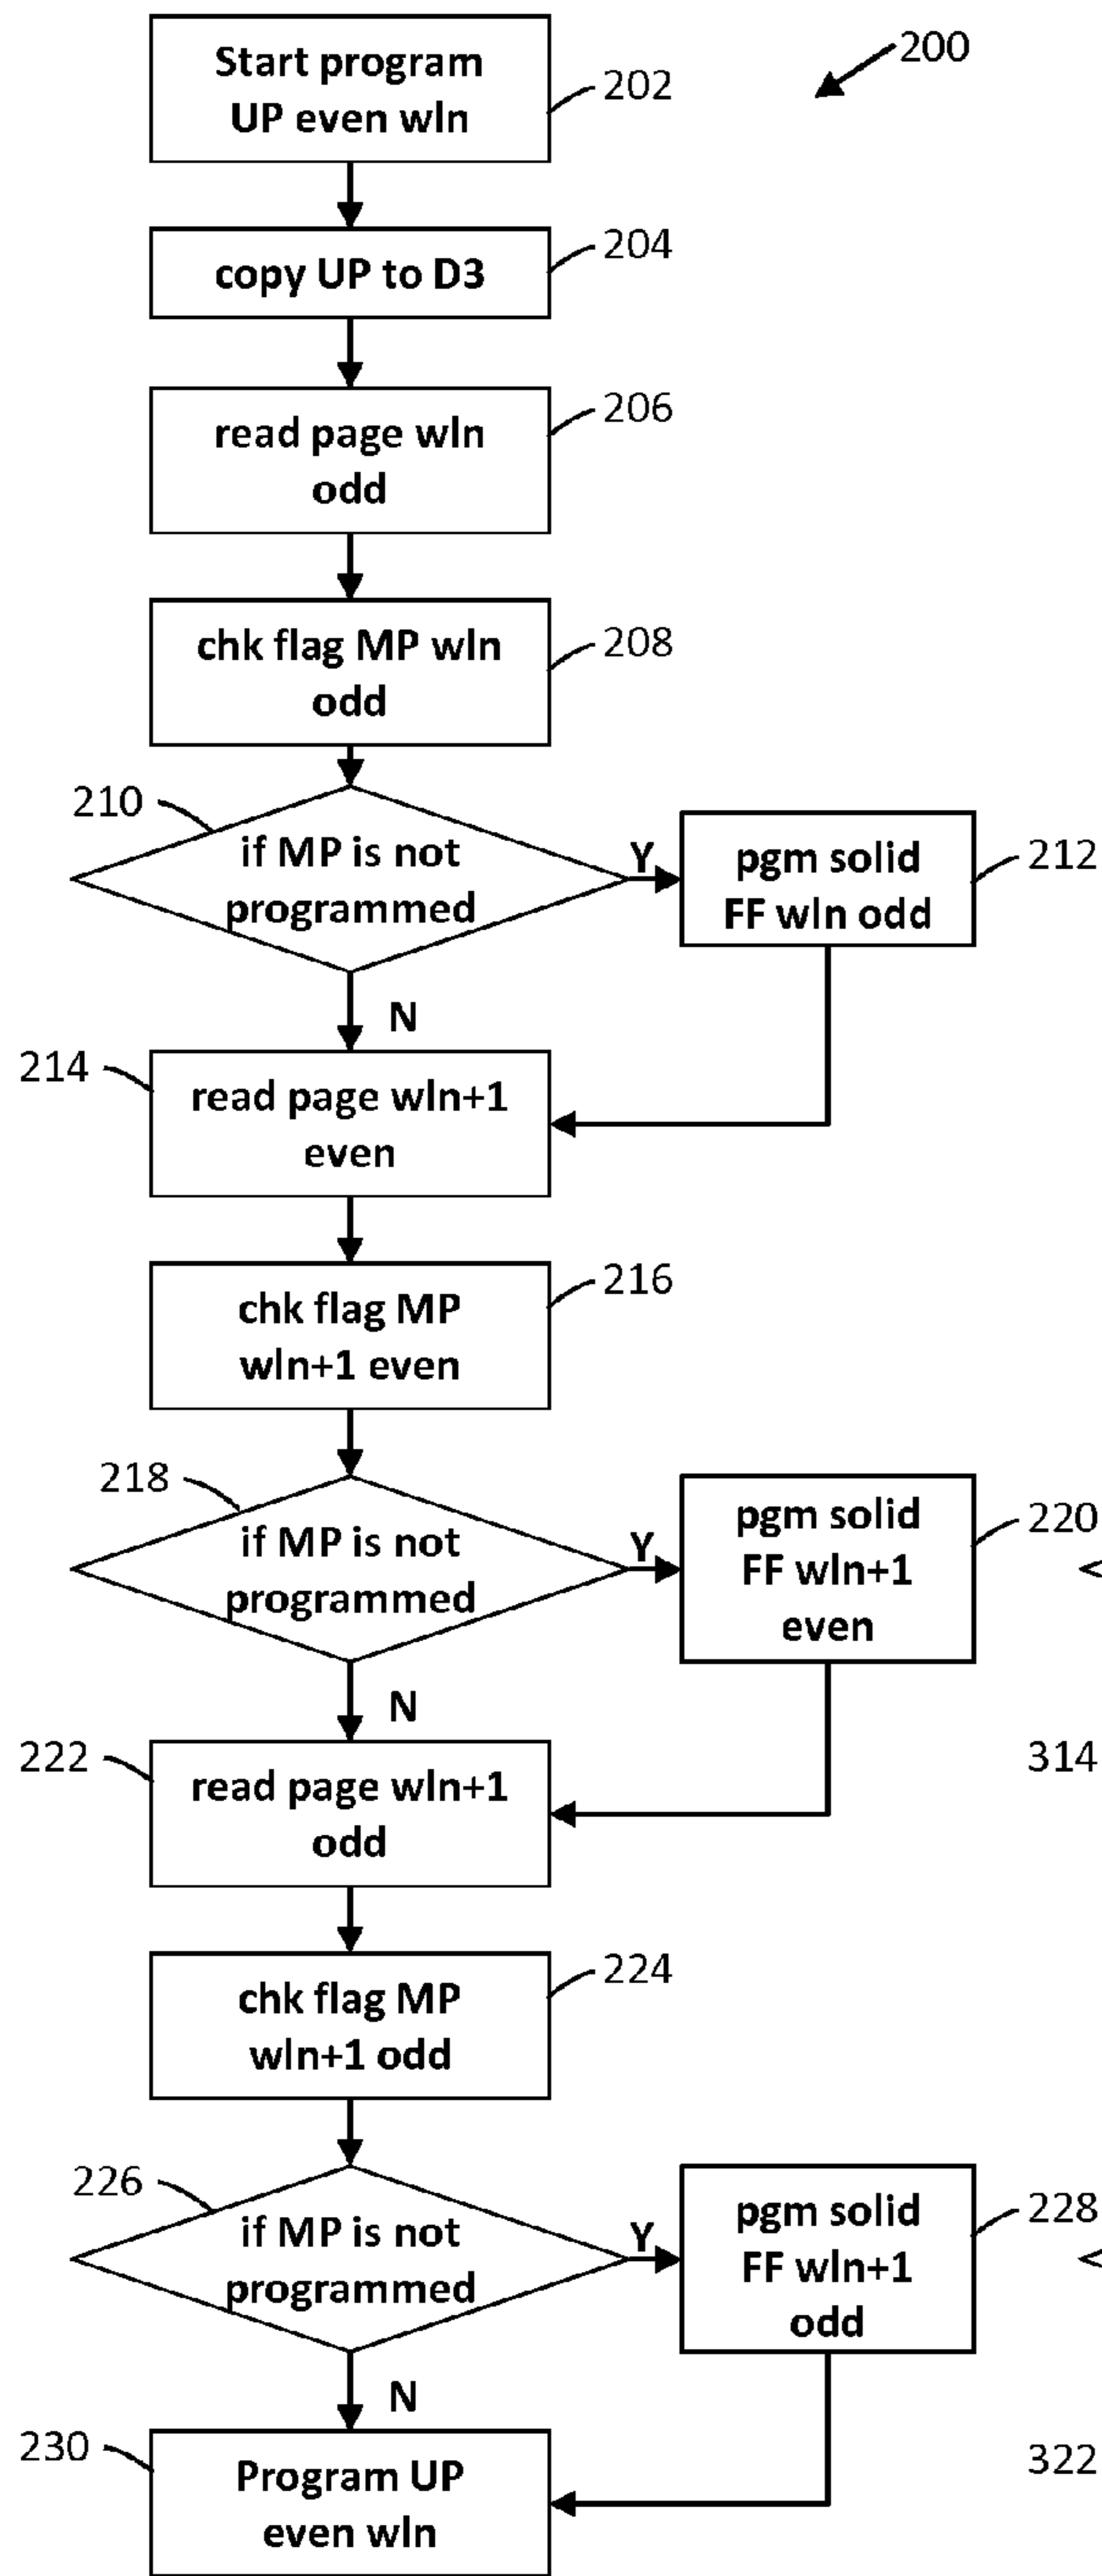 200
Start program
UP even wln
202
copy UP to D3
204
read page wln
odd
206
chk flag MP wln
odd
208
210
if MP is not
programmed
Y
pgm solid
FF wln odd
212
N
214
read page wln+1
even
chk flag MP
wln+1 even
216
218
if MP is not
programmed
Y
pgm solid
FF wln+1
even
220
N
222
read page wln+1
odd
314
chk flag MP
wln+1 odd
224
226
if MP is not
programmed
Y
pgm solid
FF wln+1
odd
228
N
230
Program UP
even wln
322